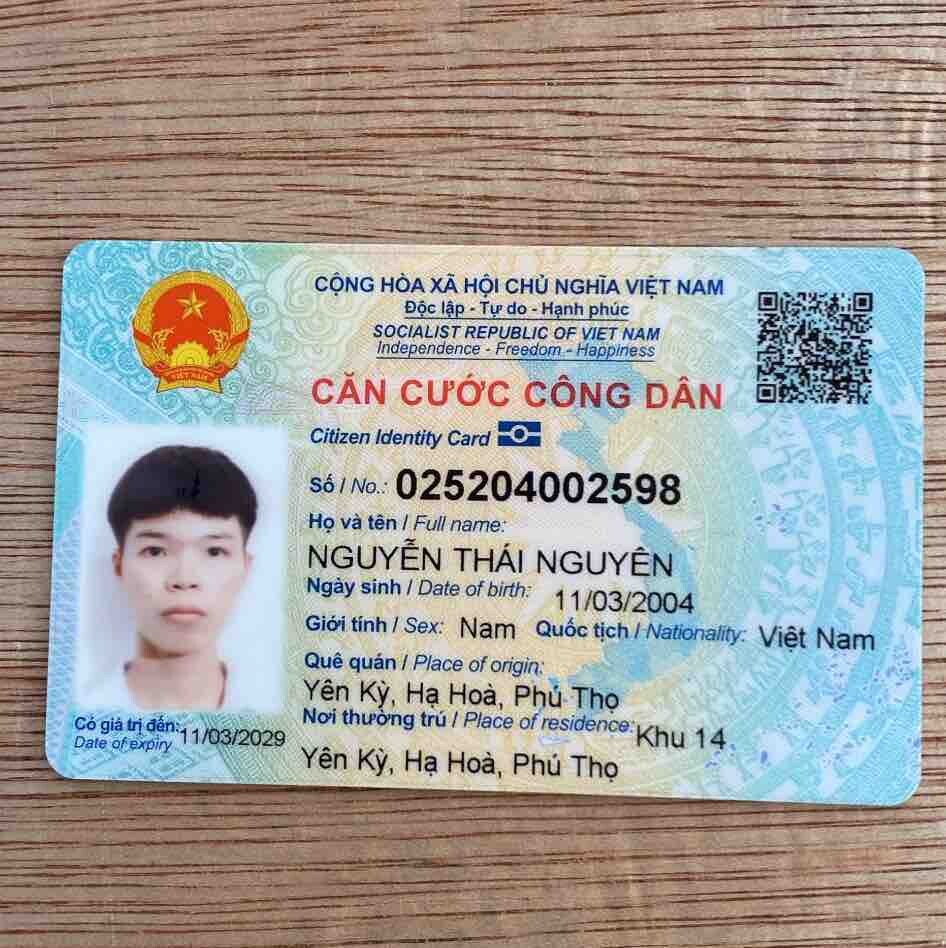 CỘNG HÒA XÃ HỘI CHỦ NGHĨA VIỆT NAM
Độc lập - Tự do - Hạnh phúc
SOCIALIST REPUBLIC OF VIET NAM
Independence - Freedom - Happiness
VIỆT NAM
CĂN CƯỚC CÔNG DÂN
Citizen Identity Card
Số / No.: 025204002598
Họ và tên / Full name:
NGUYỄN THÁI NGUYÊN
Ngày sinh / Date of birth: 11/03/2004
Giới tính / Sex: Nam Quốc tịch / Nationality: Việt Nam
Quê quán / Place of origin:
Yên Kỳ, Hạ Hoà, Phú Thọ
Nơi thường trú / Place of residence: Khu 14
Yên Kỳ, Hạ Hoà, Phú Thọ
Có giá trị đến: 11/03/2029
Date of expiry